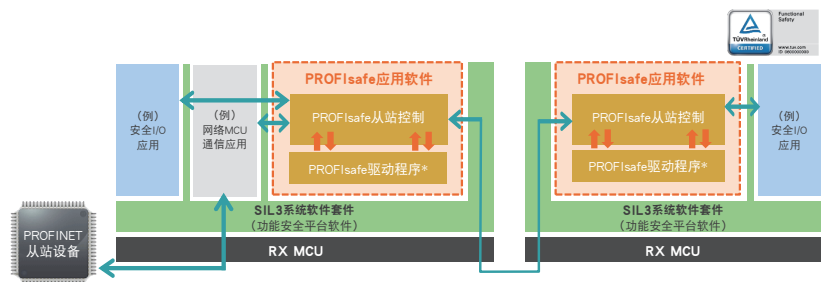 Functional
Safety
TÜVRheinland
CERTIFIED
www.tuv.com
PROFIsafe应用软件
(例)
安全I/O
应用
(例)
网络MCU
通信应用
PROFIsafe从站控制
PROFIsafe驱动程序*
SIL3系统软件套件
(功能安全平台软件)
RX MCU
PROFINET
从站设备
PROFIsafe应用软件
PROFIsafe从站控制
PROFIsafe驱动程序*
(例)
安全I/O
应用
SIL3系统软件套件
(功能安全平台软件)
RX MCU